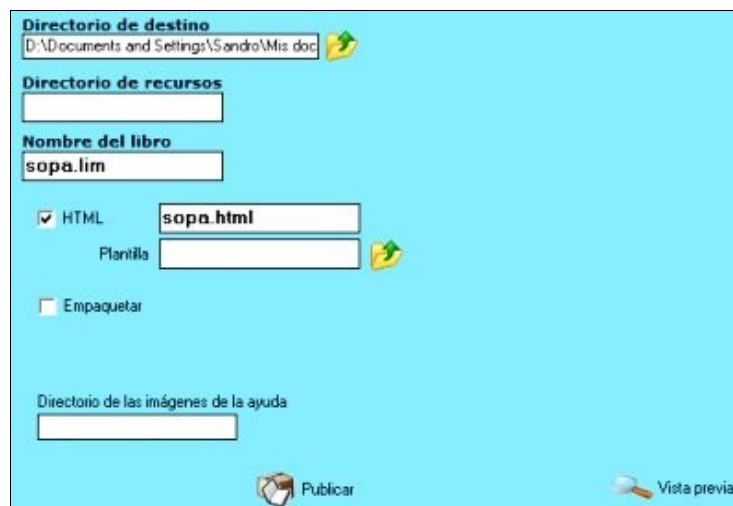 Directorio de destino
D:\Documents and Settings\Sandro\Mis doc
Directorio de recursos
Nombre del libro
sopa.lim
HTML sopa.html
Plantilla
Empaquetar
Directorio de las imágenes de la ayuda
Publicar Vista previa